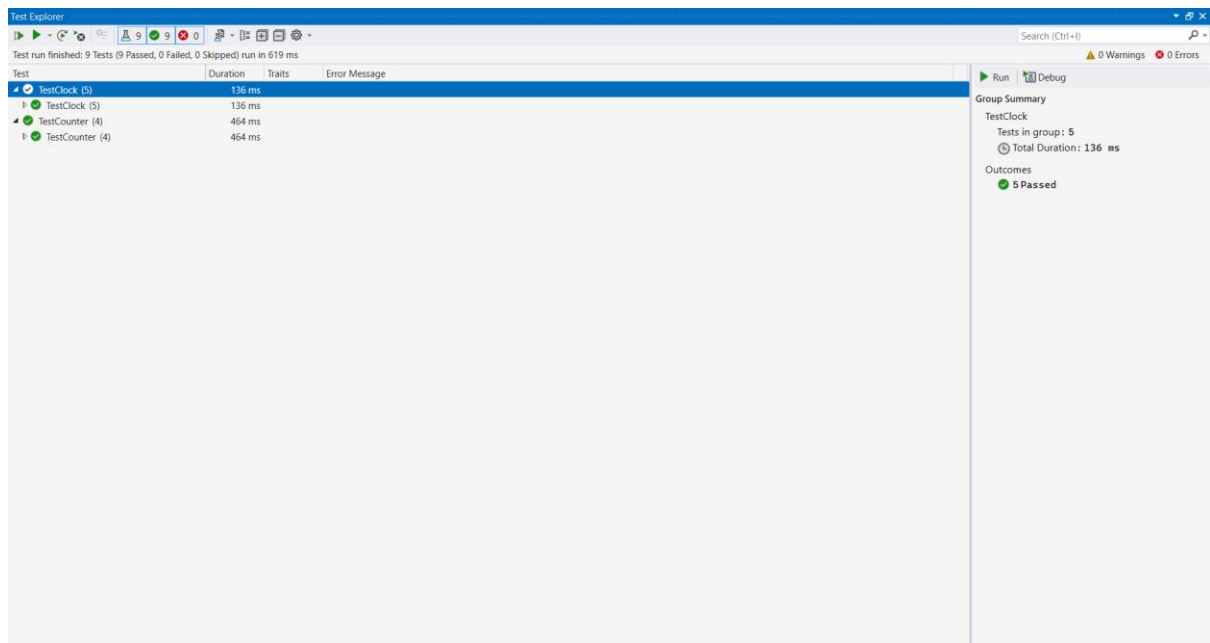 Test Explorer
9 9 0
Search (Ctrl+I)
Test run finished: 9 Tests (9 Passed, 0 Failed, 0 Skipped) run in 619 ms
0 Warnings 0 Errors
Test Duration Traits Error Message
TestClock (5) 136 ms
TestClock (5) 136 ms
TestCounter (4) 464 ms
TestCounter (4) 464 ms
Run Debug
Group Summary
TestClock
Tests in group: 5
Total Duration: 136 ms
Outcomes
5 Passed